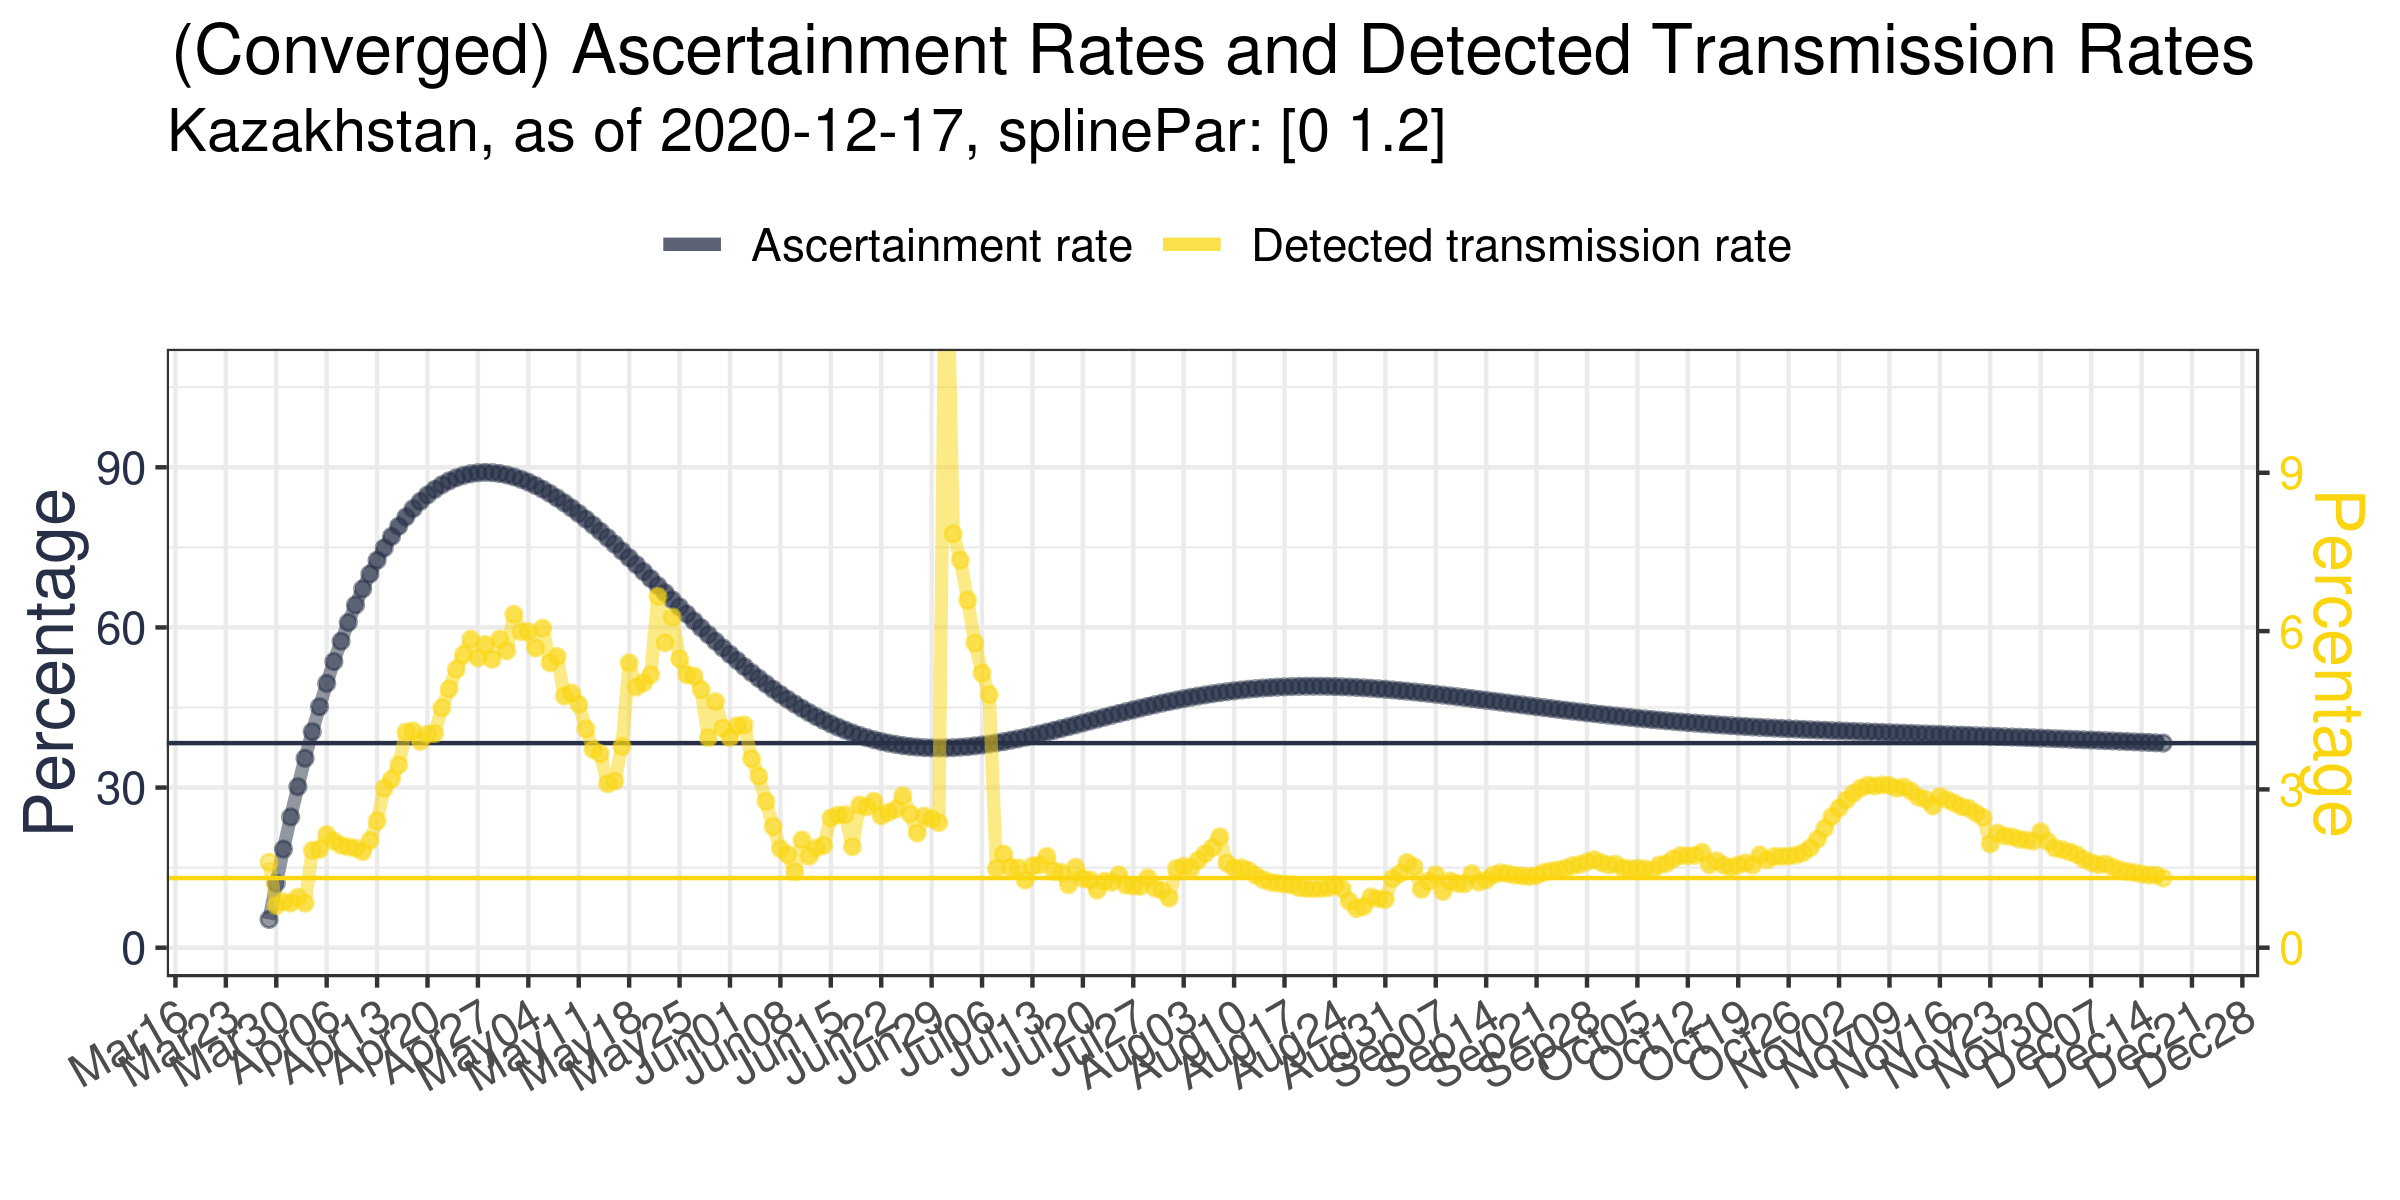 (Converged) Ascertainment Rates and Detected Transmission Rates
Kazakhstan, as of 2020-12-17, splinePar: [0 1.2]
Ascertainment rate
Detected transmission rate
Percentage
90
60
30
0
9
6
3
0
Percentage
Mar16
Mar23
Mar30
Apr06
Apr13
Apr20
Apr27
May04
May11
May18
May25
Jun01
Jun08
Jun15
Jun22
Jun29
Jul06
Jul13
Jul20
Jul27
Aug03
Aug10
Aug17
Aug24
Aug31
Sep07
Sep14
Sep21
Sep28
Oct05
Oct12
Oct19
Oct26
Nov02
Nov09
Nov16
Nov23
Nov30
Dec07
Dec14
Dec21
Dec28